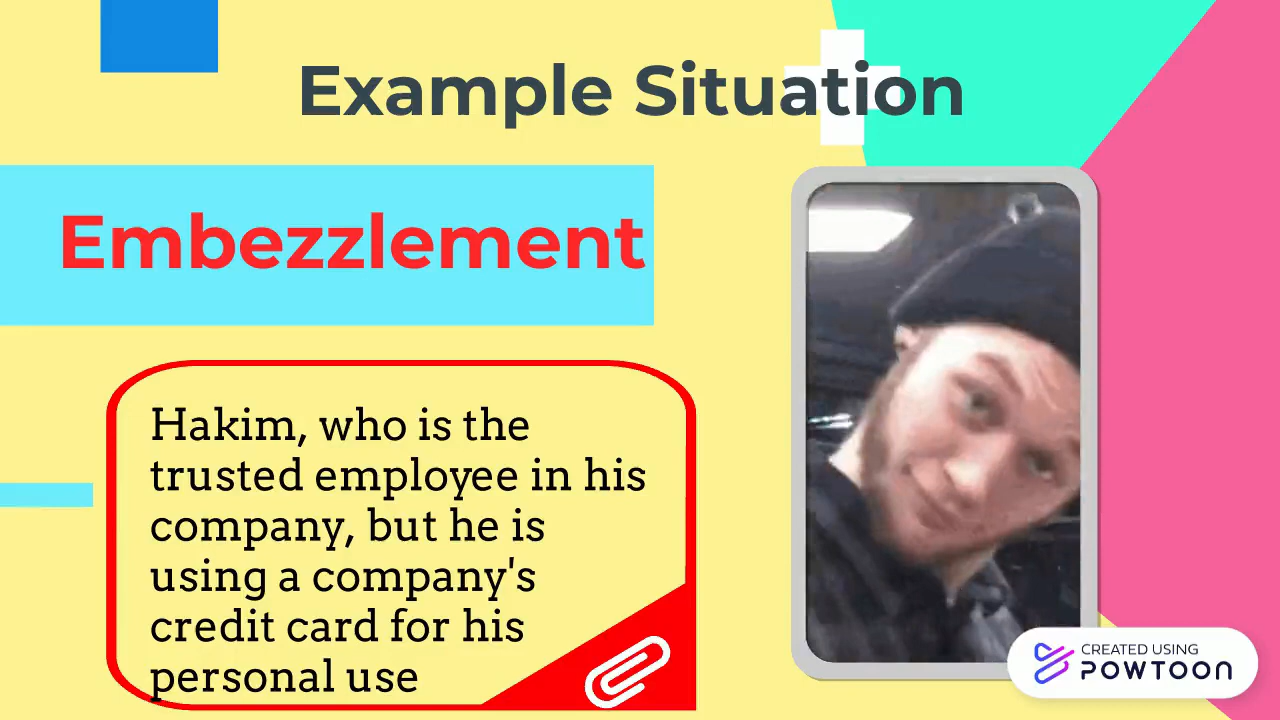 Example Situation
Embezzlement
Hakim, who is the
trusted employee in his
company, but he is
using a company's
credit card for his
personal use
CREATED USING
POWTOON